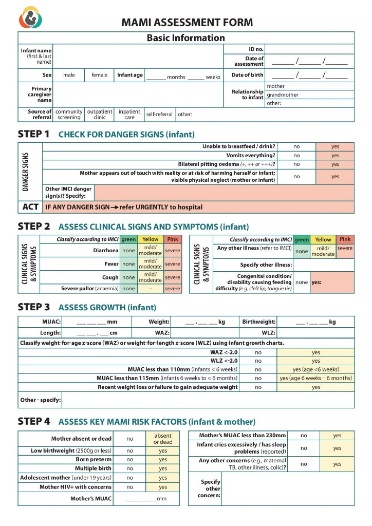 MAMI ASSESSMENT FORM
Basic Information
Infant name (first & last name)
ID no.
Date of assessment ____ / ____ / ____
Sex male female Infant age ____ months ____ weeks
Date of birth ____ / ____ / ____
Primary caregiver name
Relationship to infant
mother
grandmother
other:
Source of referral community screening outpatient clinic inpatient care self-referral other:
STEP 1 CHECK FOR DANGER SIGNS (infant)
DANGER SIGNS
Unable to breastfeed / drink? no yes
Vomits everything? no yes
Bilateral pitting oedema (+, ++ or +++)? no yes
Mother appears out of touch with reality or at risk of harming herself or infant; visible physical neglect (mother or infant) no yes
Other IMCI danger sign(s)? Specify:
ACT IF ANY DANGER SIGN → refer URGENTLY to hospital
STEP 2 ASSESS CLINICAL SIGNS AND SYMPTOMS (infant)
CLINICAL SIGNS & SYMPTOMS
Classify according to IMCI green Yellow Pink
Diarrhoea none mild/moderate severe
Fever none mild/moderate severe
Cough none mild/moderate severe
Severe pallor (anaemia) none - severe
CLINICAL SIGNS & SYMPTOMS
Classify according to IMCI green Yellow Pink
Any other illness (refer to IMCI) none mild/moderate severe
Specify other illness:
Congenital condition/disability causing feeding difficulty (e.g. cleft lip, tongue tie) none yes:
STEP 3 ASSESS GROWTH (infant)
MUAC: ____ mm Weight: ____ . ____ kg Birthweight: ____ . ____ kg
Length: ____ . ____ cm WAZ: WLZ:
Classify weight-for-age z-score (WAZ) or weight-for-length z-score (WLZ) using infant growth charts.
WAZ <-2.0 no yes
WLZ <-2.0 no yes
MUAC less than 110mm (infants < 6 weeks) no yes (age <6 weeks)
MUAC less than 115mm (infants 6 weeks to < 6 months) no yes (age 6 weeks - 6 months)
Recent weight loss or failure to gain adequate weight no yes
Other - specify:
STEP 4 ASSESS KEY MAMI RISK FACTORS (infant & mother)
Mother absent or dead no absent or dead
Low birthweight (2500g or less) no yes
Born preterm no yes
Multiple birth no yes
Adolescent mother (under 19 years) no yes
Mother HIV+ with concerns no yes
Mother's MUAC ____ mm
Mother's MUAC less than 230mm no yes
Infant cries excessively / has sleep problems (reported) no yes
Any other concerns (e.g., maternal TB, other illness, colic)? no yes
Specify other concern: